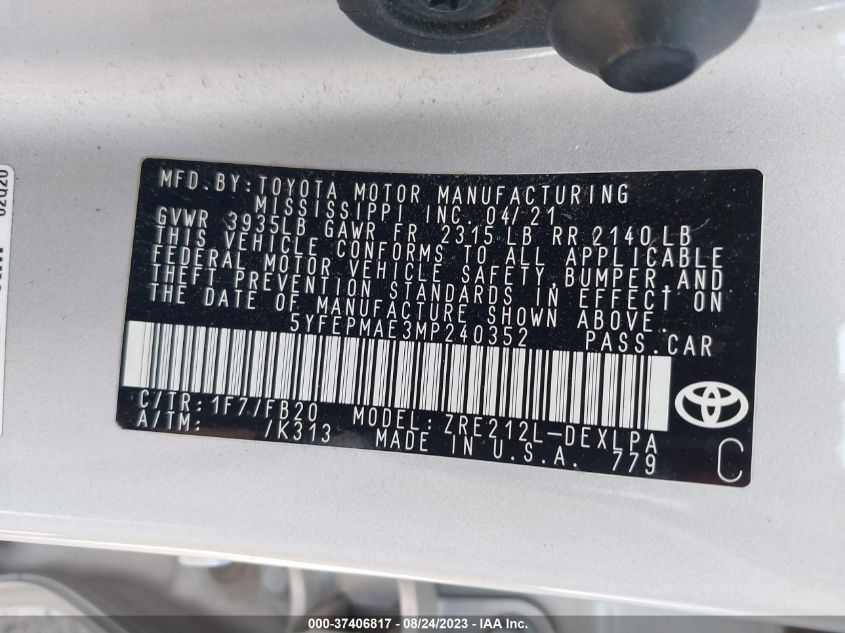 MFD.BY:TOYOTA MOTOR MANUFACTURING
MISSISSIPPI INC. 04/21
GVWR 3935LB GAWR FR 2315 LB RR 2140 LB
THIS VEHICLE CONFORMS TO ALL APPLICABLE
FEDERAL MOTOR VEHICLE SAFETY, BUMPER, AND
THEFT PREVENTION STANDARDS IN EFFECT ON
THE DATE OF MANUFACTURE SHOWN ABOVE.
5YFEPMAE3MP240352 PASS.CAR
C/TR: 1F7/FB20 MODEL: ZRE212L-DEXLPA
A/TM: /K313 MADE IN U.S.A. 779
C
02Q20
000-37406817 - 08/24/2023 - IAA Inc.